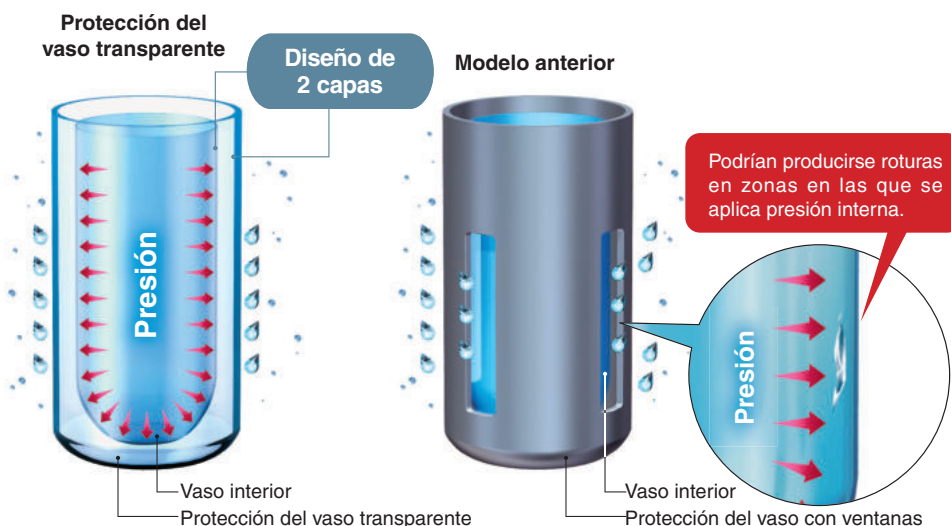 Protección del
vaso transparente
Diseño de
2 capas
Modelo anterior
Podrían producirse roturas
en zonas en las que se
aplica presión interna.
Presión
Presión
Vaso interior
Protección del vaso transparente
Vaso interior
Protección del vaso con ventanas